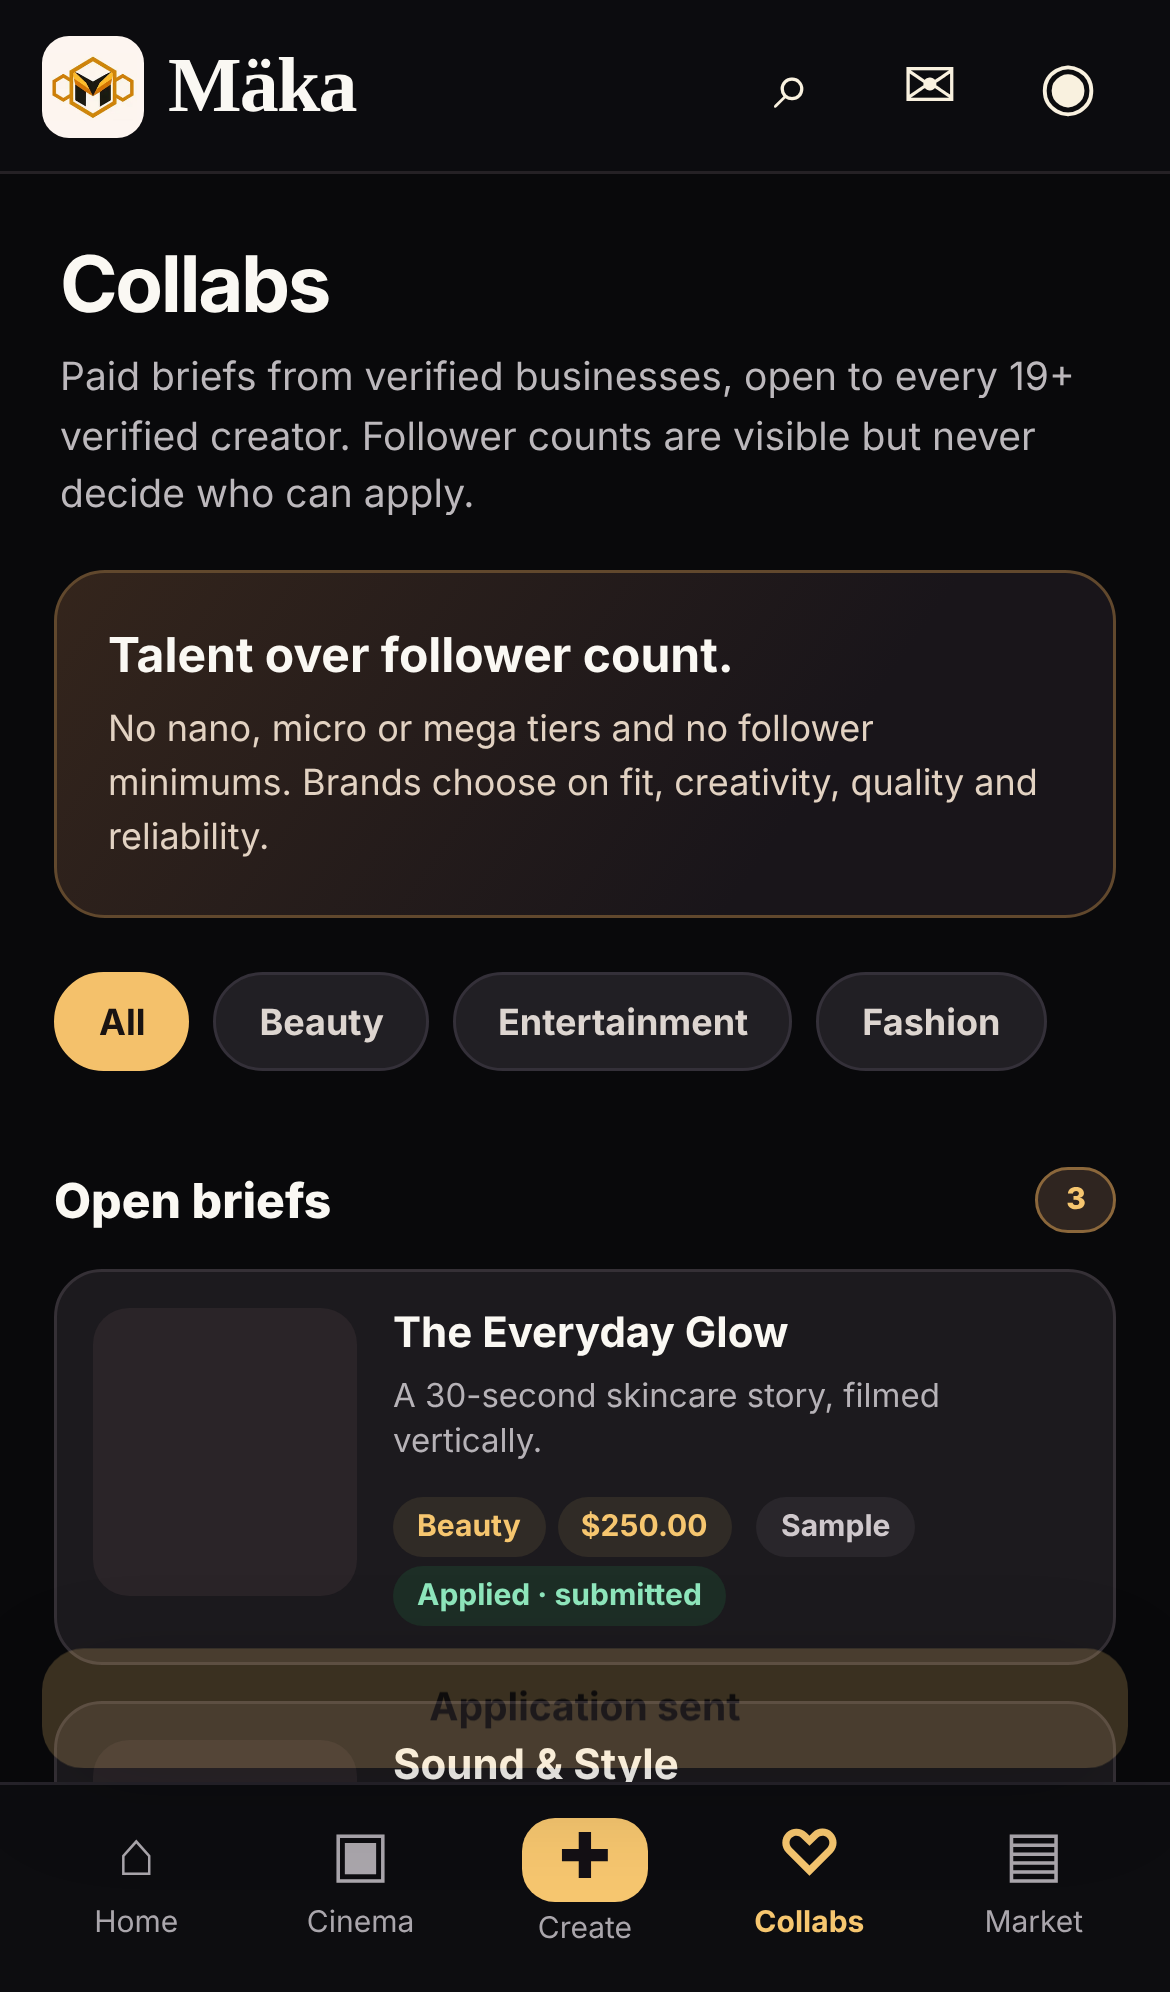 Mäka
Collabs
Paid briefs from verified businesses, open to every 19+
verified creator. Follower counts are visible but never
decide who can apply.
Talent over follower count.
No nano, micro or mega tiers and no follower
minimums. Brands choose on fit, creativity, quality and
reliability.
All
Beauty
Entertainment
Fashion
Open briefs
3
The Everyday Glow
A 30-second skincare story, filmed
vertically.
Beauty
$250.00
Sample
Applied · submitted
Application sent
Sound & Style
Home
Cinema
Create
Collabs
Market